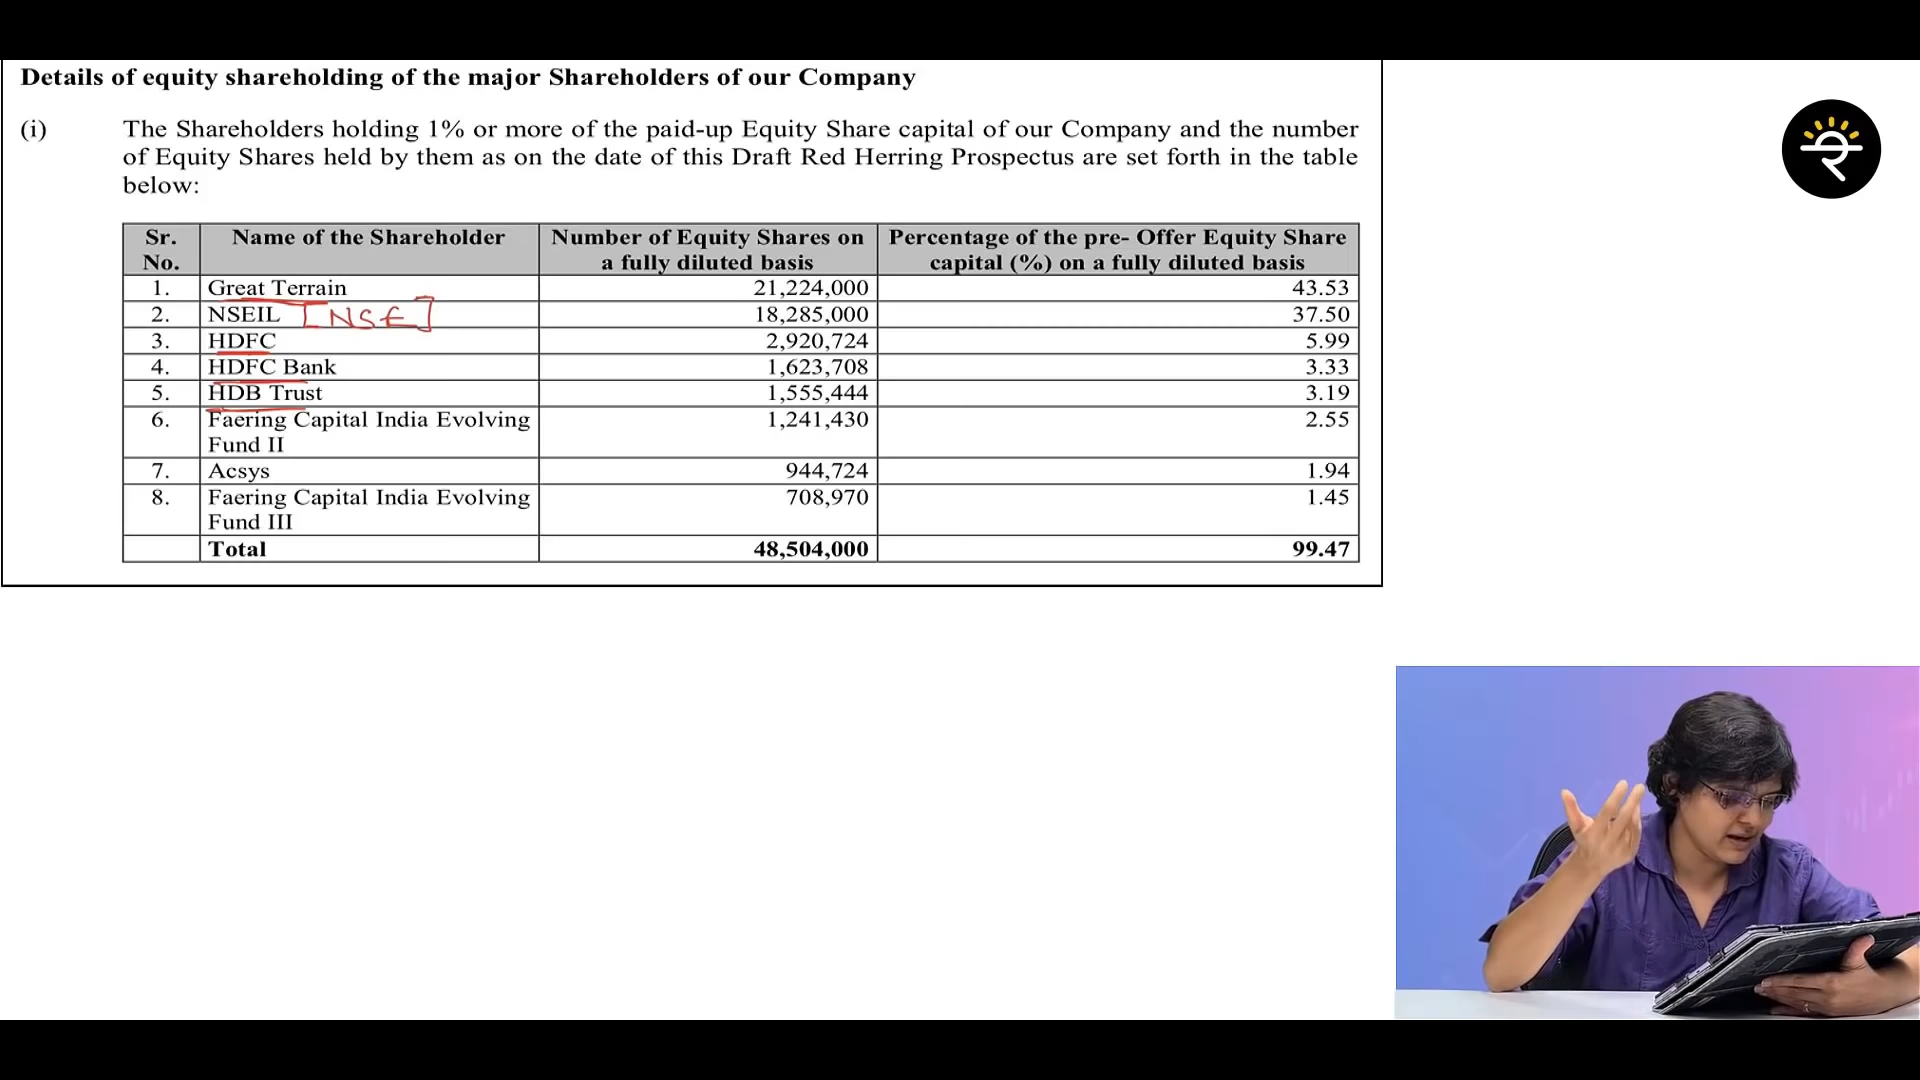 Details of equity shareholding of the major Shareholders of our Company
(i) The Shareholders holding 1% or more of the paid-up Equity Share capital of our Company and the number
of Equity Shares held by them as on the date of this Draft Red Herring Prospectus are set forth in the table
below:
Sr. No. Name of the Shareholder Number of Equity Shares on a fully diluted basis Percentage of the pre- Offer Equity Share capital (%) on a fully diluted basis
1. Great Terrain 21,224,000 43.53
2. NSEIL [NSE] 18,285,000 37.50
3. HDFC 2,920,724 5.99
4. HDFC Bank 1,623,708 3.33
5. HDB Trust 1,555,444 3.19
6. Faering Capital India Evolving Fund II 1,241,430 2.55
7. Acsys 944,724 1.94
8. Faering Capital India Evolving Fund III 708,970 1.45
Total 48,504,000 99.47